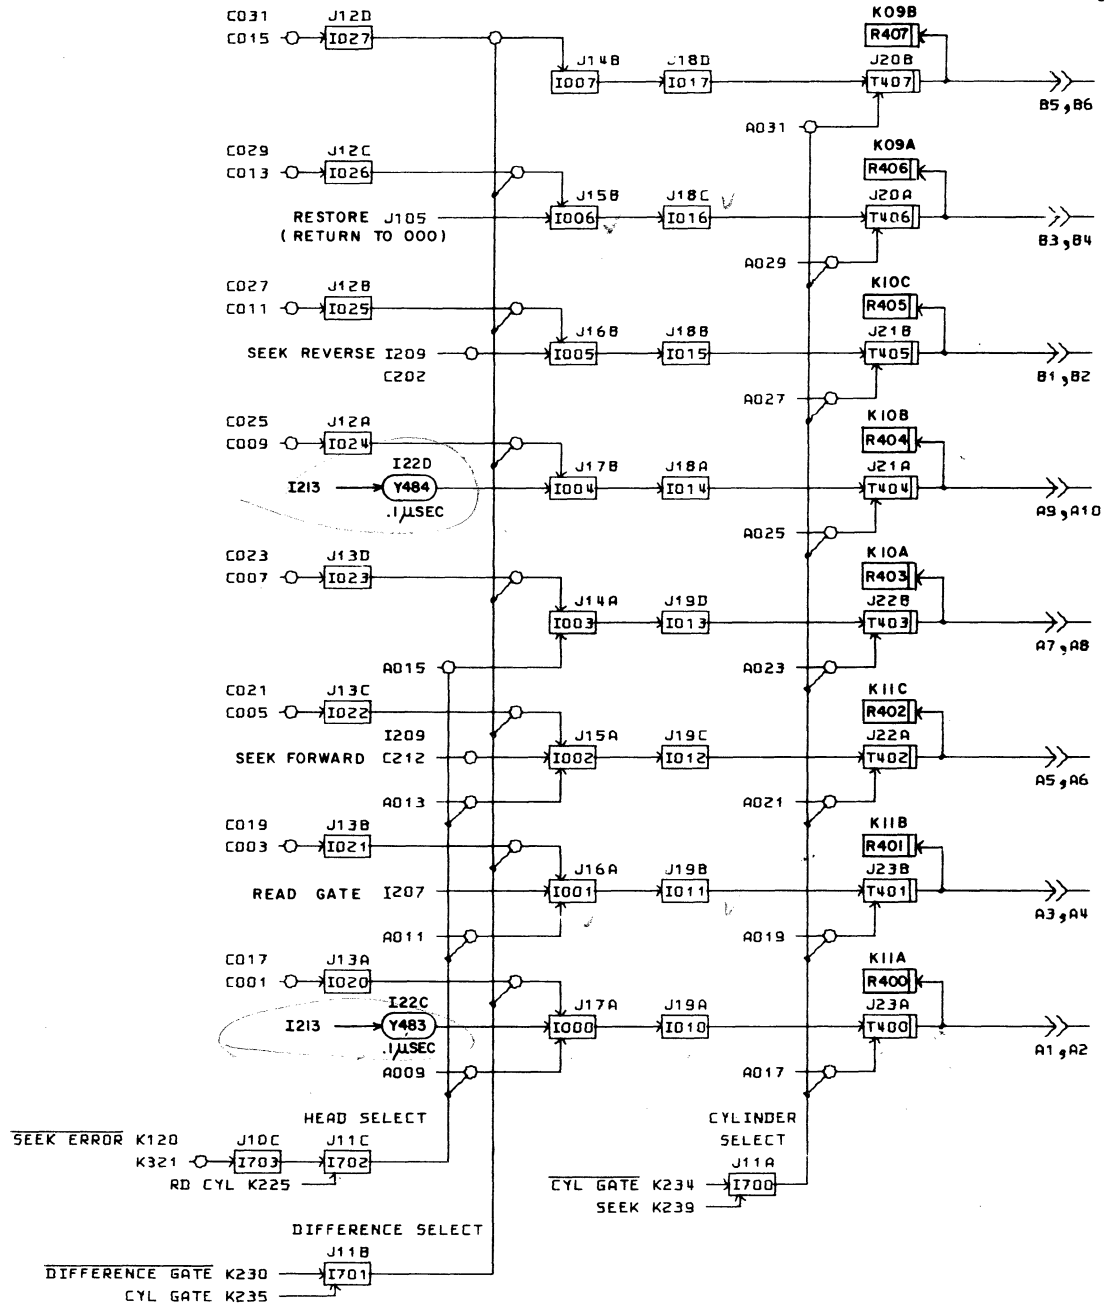 K09B
C031 J12D
C015 I027 R407
J14B J18D J20B
I007 I017 T407
B5,B6
A031
C029 J12C K09A
C013 I026 R406
J15B J18C J20A
RESTORE J105 I006 I016 T406
(RETURN TO 000) B3,B4
A029
C027 J12B K10C
C011 I025 R405
J16B J18B J21B
SEEK REVERSE I209 I005 I015 T405
C202 B1,B2
A027
C025 J12A K10B
C009 I024 R404
I22D J17B J18A J21A
I213 Y484 I004 I014 T404
.1µSEC A9,A10
A025
C023 J13D K10A
C007 I023 R403
J14A J19D J22B
I003 I013 T403
A7,A8
A015 A023
C021 J13C K11C
C005 I022 R402
I209 J15A J19C J22A
SEEK FORWARD C212 I002 I012 T402
A5,A6
A013 A021
C019 J13B K11B
C003 I021 R401
J16A J19B J23B
READ GATE I207 I001 I011 T401
A3,A4
A011 A019
C017 J13A K11A
C001 I020 R400
I22C J17A J19A J23A
I213 Y483 I000 I010 T400
.1µSEC A1,A2
A009 A017
HEAD SELECT CYLINDER
SELECT
SEEK ERROR K120 J10C J11C
K321 I703 I702 J11A
RD CYL K225 CYL GATE K234 I700
SEEK K239
DIFFERENCE SELECT
J11B
DIFFERENCE GATE K230 I701
CYL GATE K235